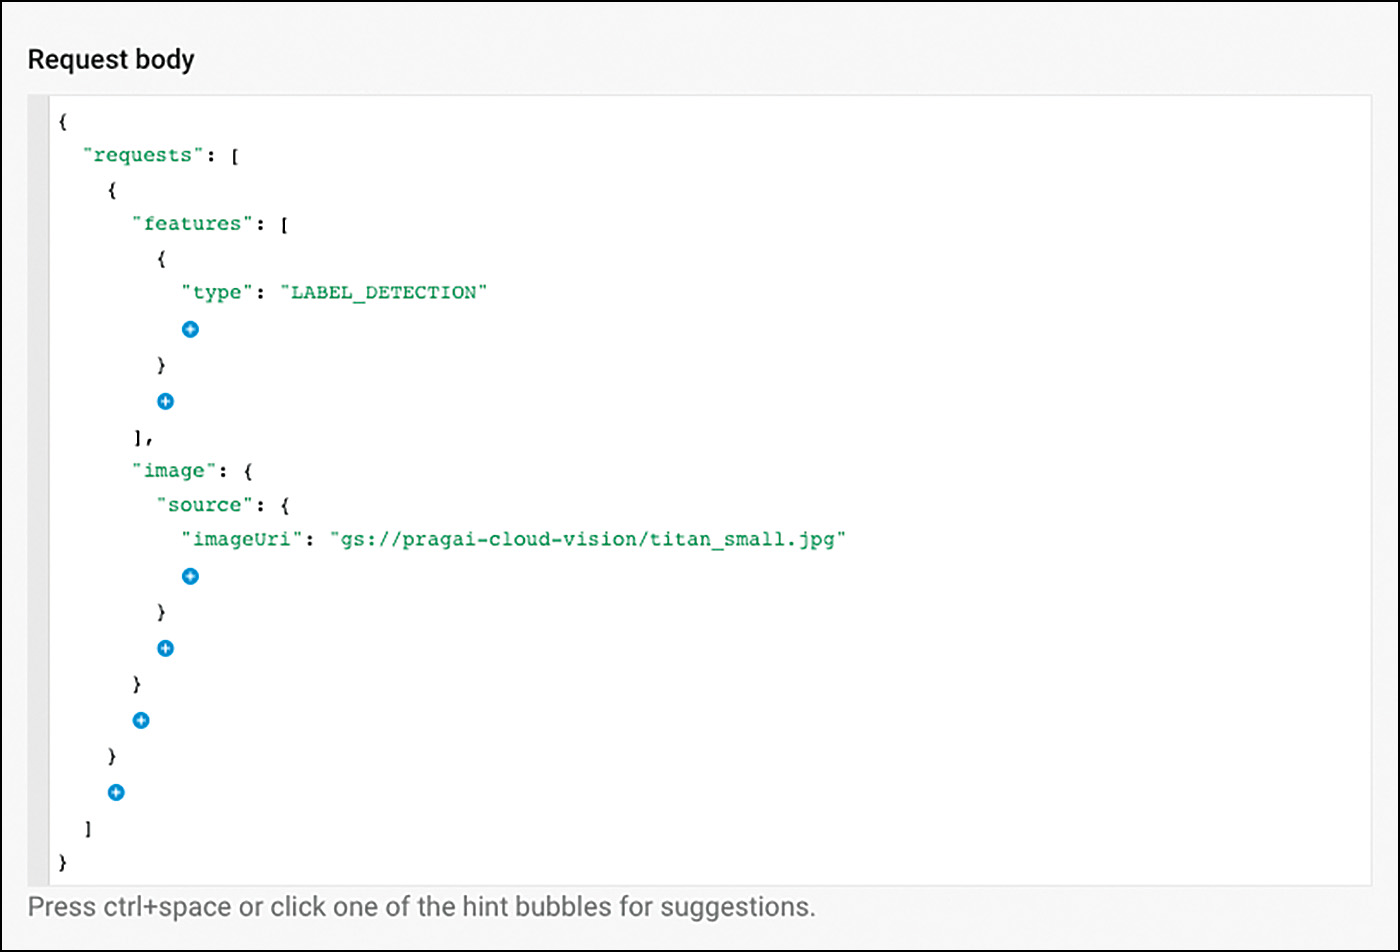 Request body
{
"requests": [
{
"features": [
{
"type": "LABEL_DETECTION"
}
],
"image": {
"source": {
"imageUri": "gs://pragai-cloud-vision/titan_small.jpg"
}
}
}
]
}
Press ctrl+space or click one of the hint bubbles for suggestions.